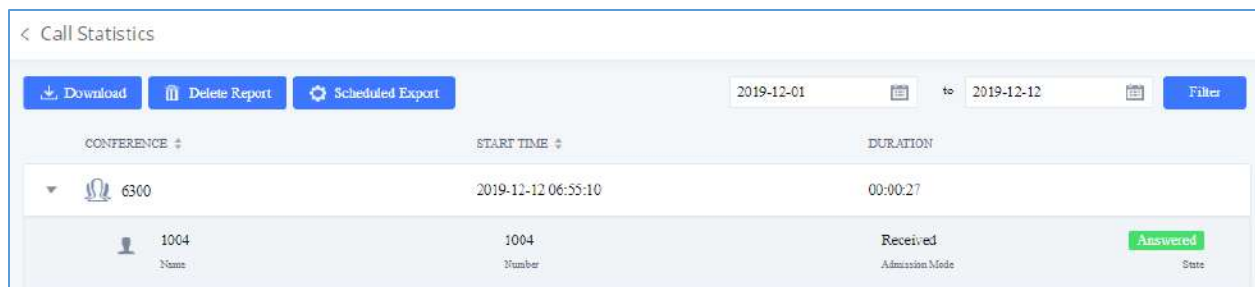 < Call Statistics
Download Delete Report Scheduled Export 2019-12-01 to 2019-12-12 Filter
CONFERENCE START TIME DURATION
6300 2019-12-12 06:55:10 00:00:27
1004 1004 Received Answered
Name Number Admission Mode State